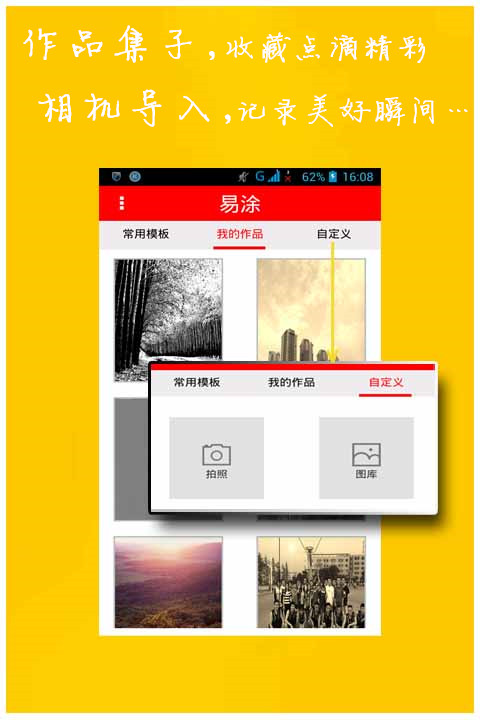 作品集子,收藏点滴精彩
相机导入,记录美好瞬间…
G 62% 16:08
易涂
常用模板 我的作品 自定义
常用模板 我的作品 自定义
拍照 图库